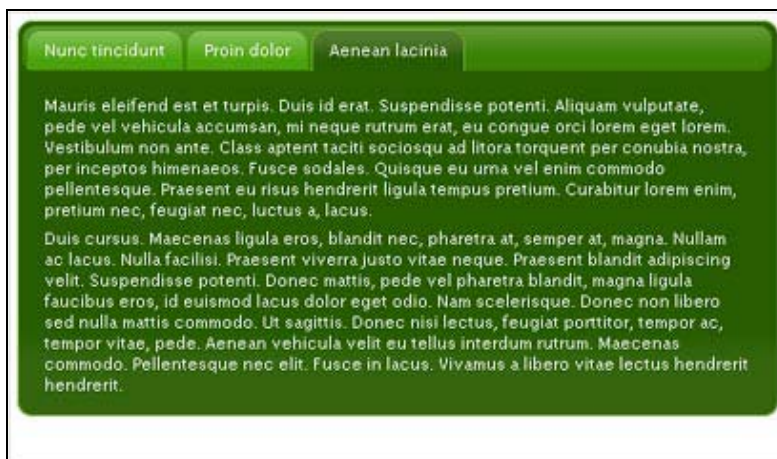 Nunc tincidunt Proin dolor Aenean lacinia
Mauris eleifend est et turpis. Duis id erat. Suspendisse potenti. Aliquam vulputate,
pede vel vehicula accumsan, mi neque rutrum erat, eu congue orci lorem eget lorem.
Vestibulum non ante. Class aptent taciti sociosqu ad litora torquent per conubia nostra,
per inceptos himenaeos. Fusce sodales. Quisque eu urna vel enim commodo
pellentesque. Praesent eu risus hendrerit ligula tempus pretium. Curabitur lorem enim,
pretium nec, feugiat nec, luctus a, lacus.
Duis cursus. Maecenas ligula eros, blandit nec, pharetra at, semper at, magna. Nullam
ac lacus. Nulla facilisi. Praesent viverra justo vitae neque. Praesent blandit adipiscing
velit. Suspendisse potenti. Donec mattis, pede vel pharetra blandit, magna ligula
faucibus eros, id euismod lacus dolor eget odio. Nam scelerisque. Donec non libero
sed nulla mattis commodo. Ut sagittis. Donec nisi lectus, feugiat porttitor, tempor ac,
tempor vitae, pede. Aenean vehicula velit eu tellus interdum rutrum. Maecenas
commodo. Pellentesque nec elit. Fusce in lacus. Vivamus a libero vitae lectus hendrerit
hendrerit.